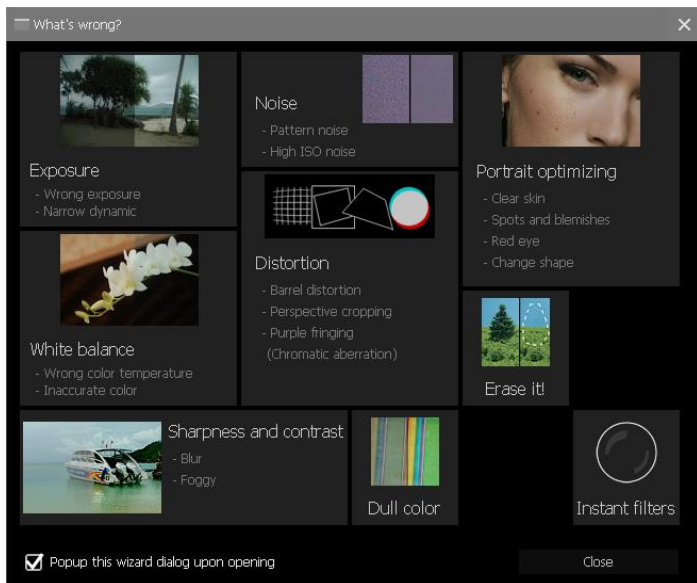 What's wrong?
Exposure
- Wrong exposure
- Narrow dynamic
Noise
- Pattern noise
- High ISO noise
Portrait optimizing
- Clear skin
- Spots and blemishes
- Red eye
- Change shape
White balance
- Wrong color temperature
- Inaccurate color
Distortion
- Barrel distortion
- Perspective cropping
- Purple fringing
(Chromatic aberration)
Erase it!
Sharpness and contrast
- Blur
- Foggy
Dull color
Instant filters
Popup this wizard dialog upon opening
Close